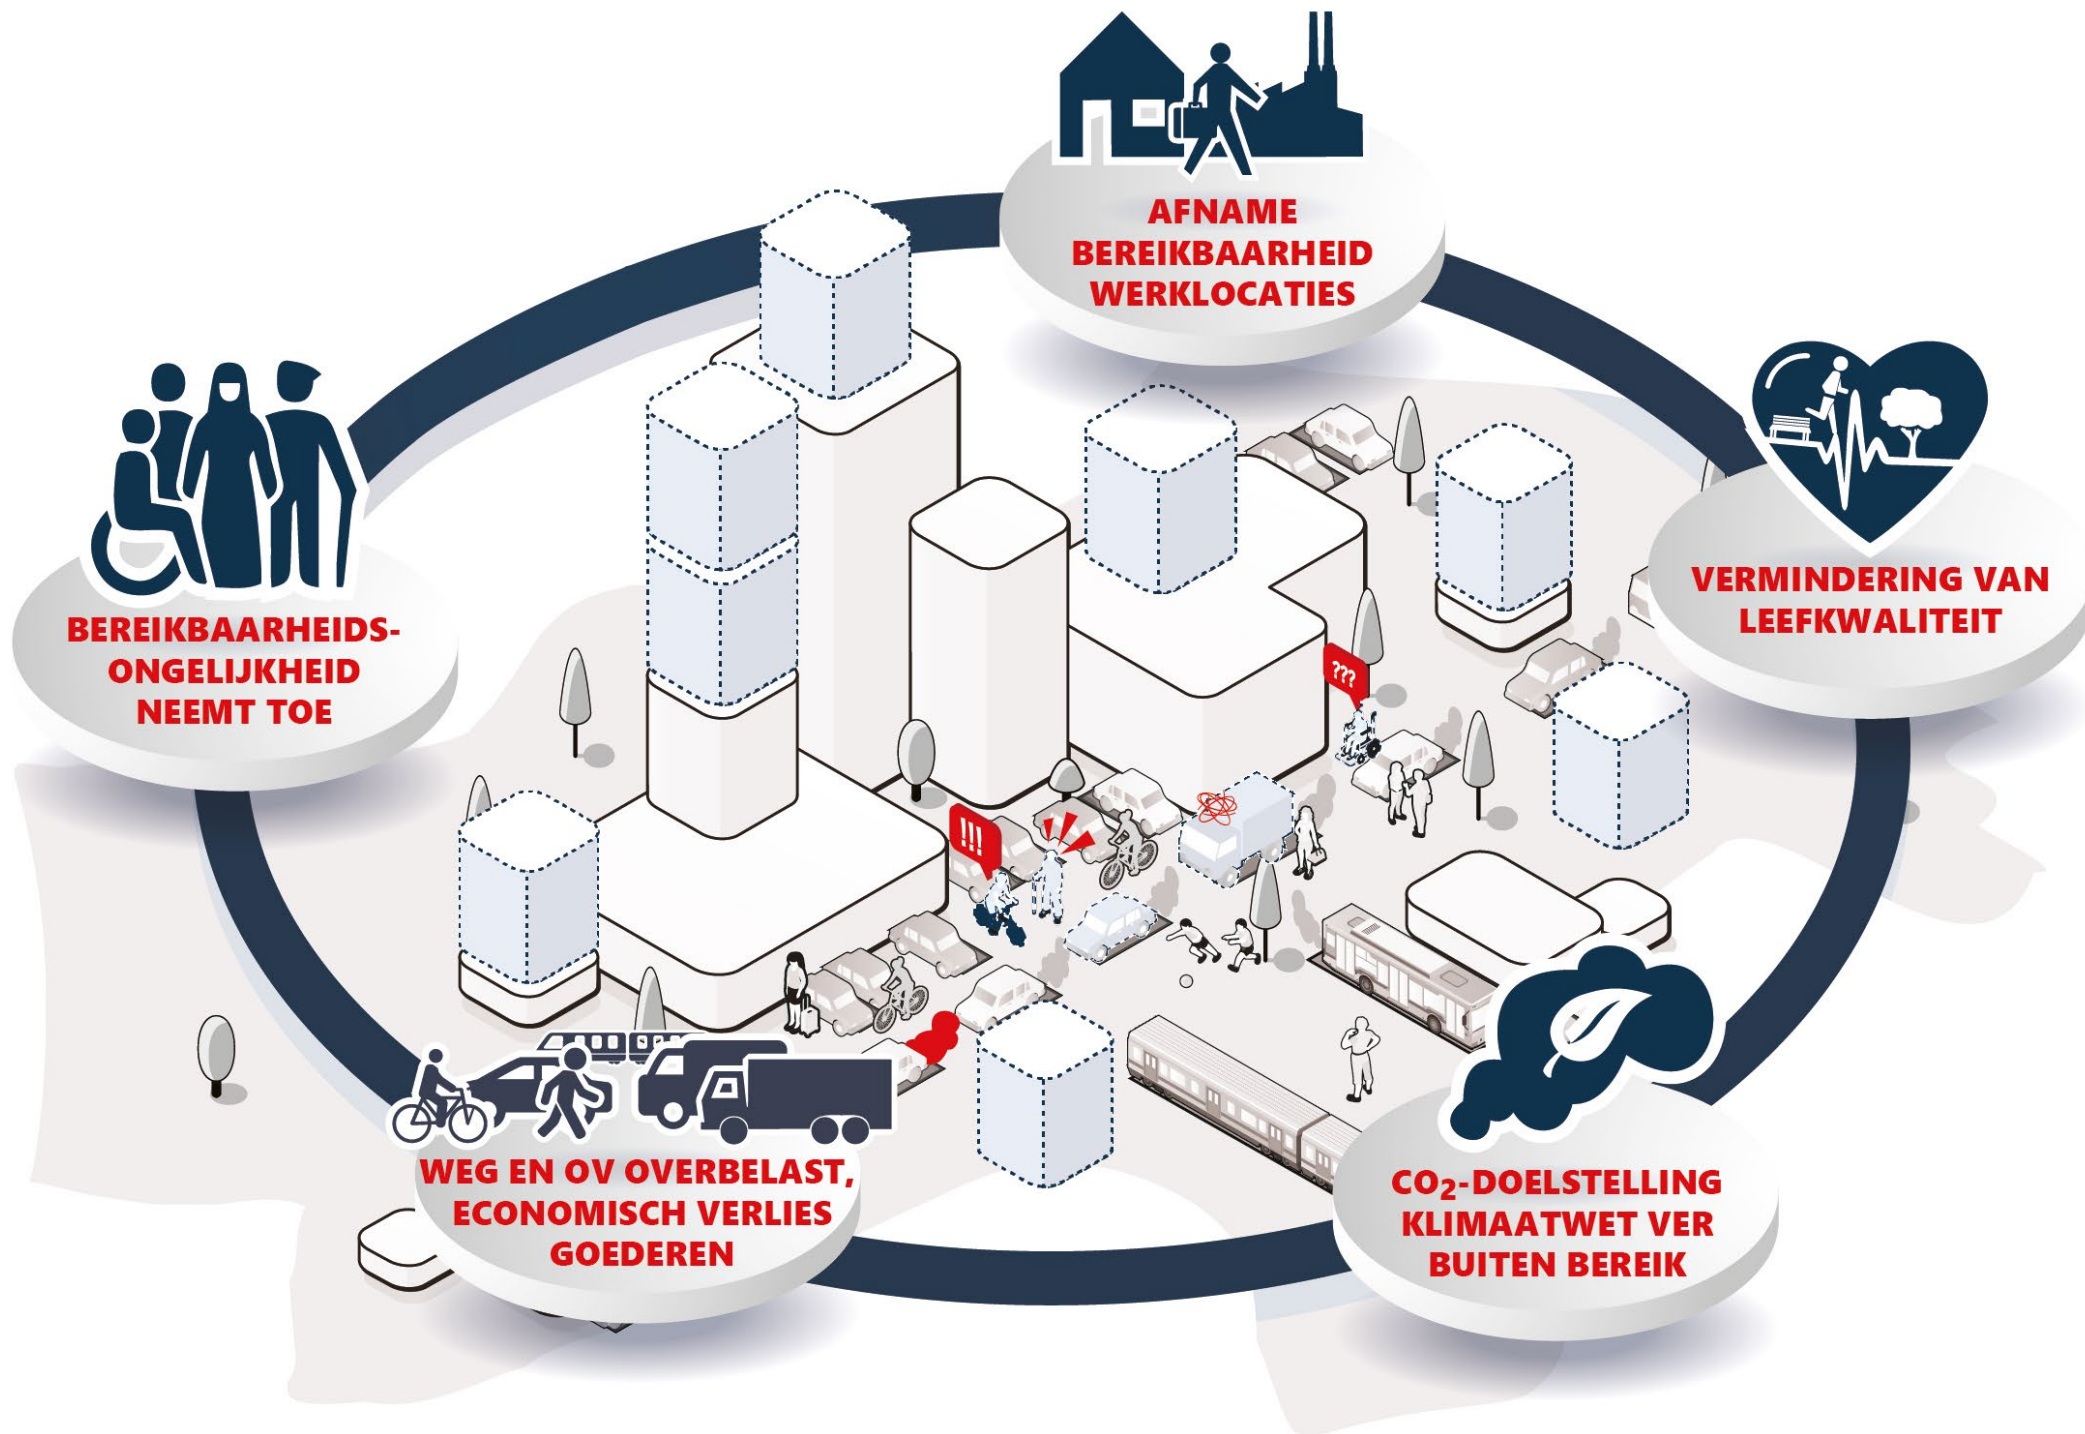 AFNAME
BEREIKBAARHEID
WERKLOCATIES
VERMINDERING VAN
LEEFKWALITEIT
BEREIKBAARHEIDS-
ONGELIJKHEID
NEEMT TOE
???
!!!
WEG EN OV OVERBELAST,
ECONOMISCH VERLIES
GOEDEREN
CO₂-DOELSTELLING
KLIMAATWET VER
BUITEN BEREIK